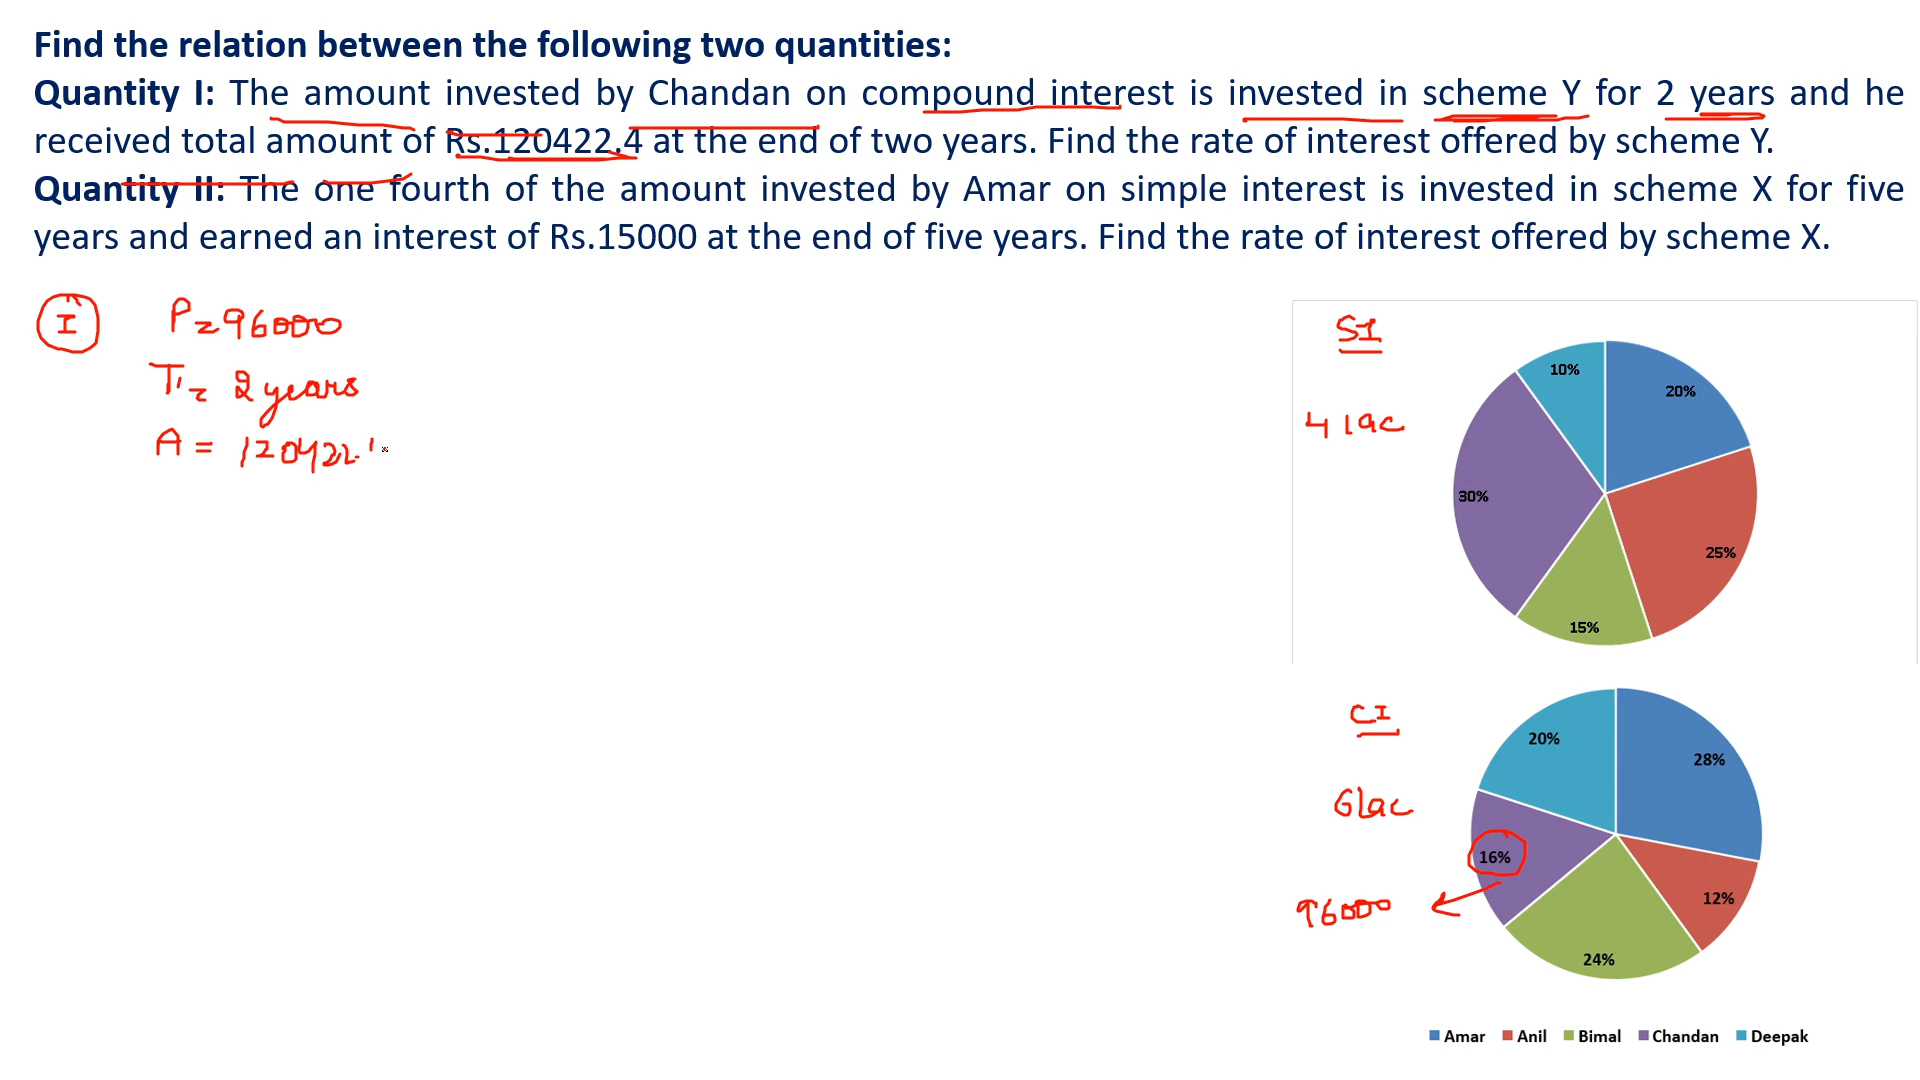 Find the relation between the following two quantities:
Quantity I: The amount invested by Chandan on compound interest is invested in scheme Y for 2 years and he
received total amount of Rs.120422.4 at the end of two years. Find the rate of interest offered by scheme Y.
Quantity II: The one fourth of the amount invested by Amar on simple interest is invested in scheme X for five
years and earned an interest of Rs.15000 at the end of five years. Find the rate of interest offered by scheme X.
I
P=96000
T= 2 years
A = 120422.
SI
4 lac
10%
20%
30%
25%
15%
CI
6lac
20%
28%
16%
96000
12%
24%
Amar Anil Bimal Chandan Deepak